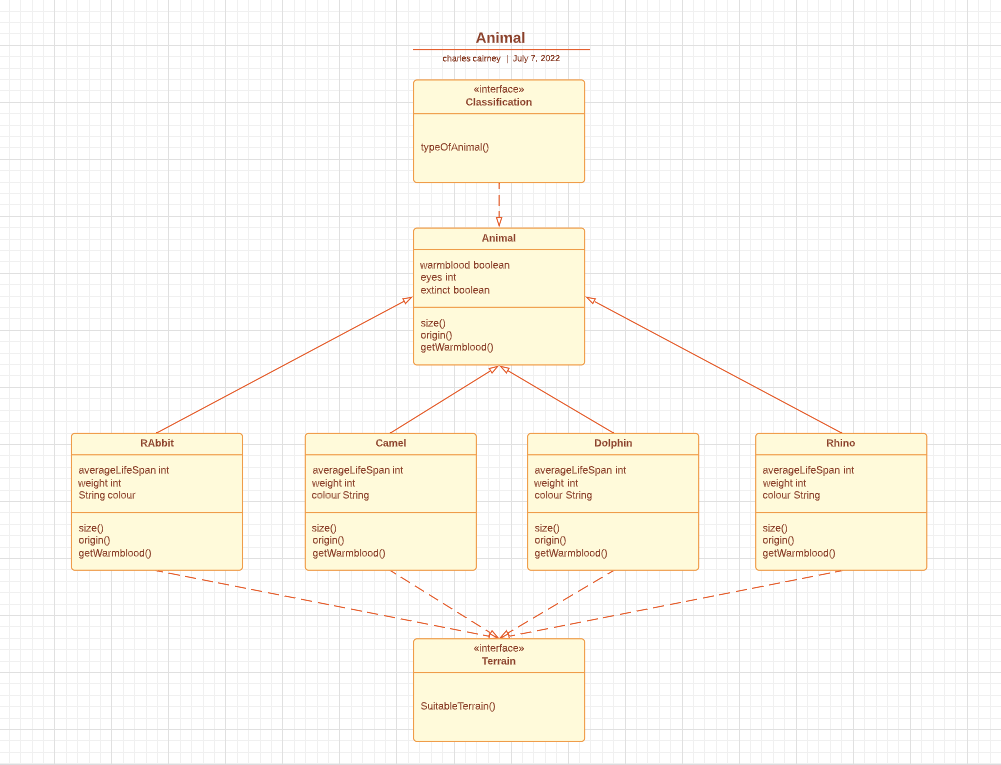 Animal
charles cairney | July 7, 2022
«interface»
Classification
typeOfAnimal()
Animal
warmblood boolean
eyes int
extinct boolean
size()
origin()
getWarmblood()
RAbbit
averageLifeSpan int
weight int
String colour
size()
origin()
getWarmblood()
Camel
averageLifeSpan int
weight int
colour String
size()
origin()
getWarmblood()
Dolphin
averageLifeSpan int
weight int
colour String
size()
origin()
getWarmblood()
Rhino
averageLifeSpan int
weight int
colour String
size()
origin()
getWarmblood()
«interface»
Terrain
SuitableTerrain()